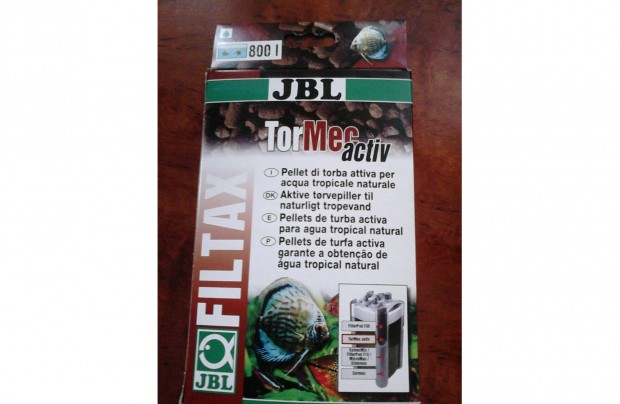 800 l
JBL
TorMec
activ
I Pellet di torba attiva per
acqua tropicale naturale
DK Aktive tørvepiller til
naturligt tropevand
E Pellets de turba activa
para agua tropical natural
P Pellets de turfa activa
garante a obtenção de
água tropical natural
FILTAX
JBL
TorMec activ